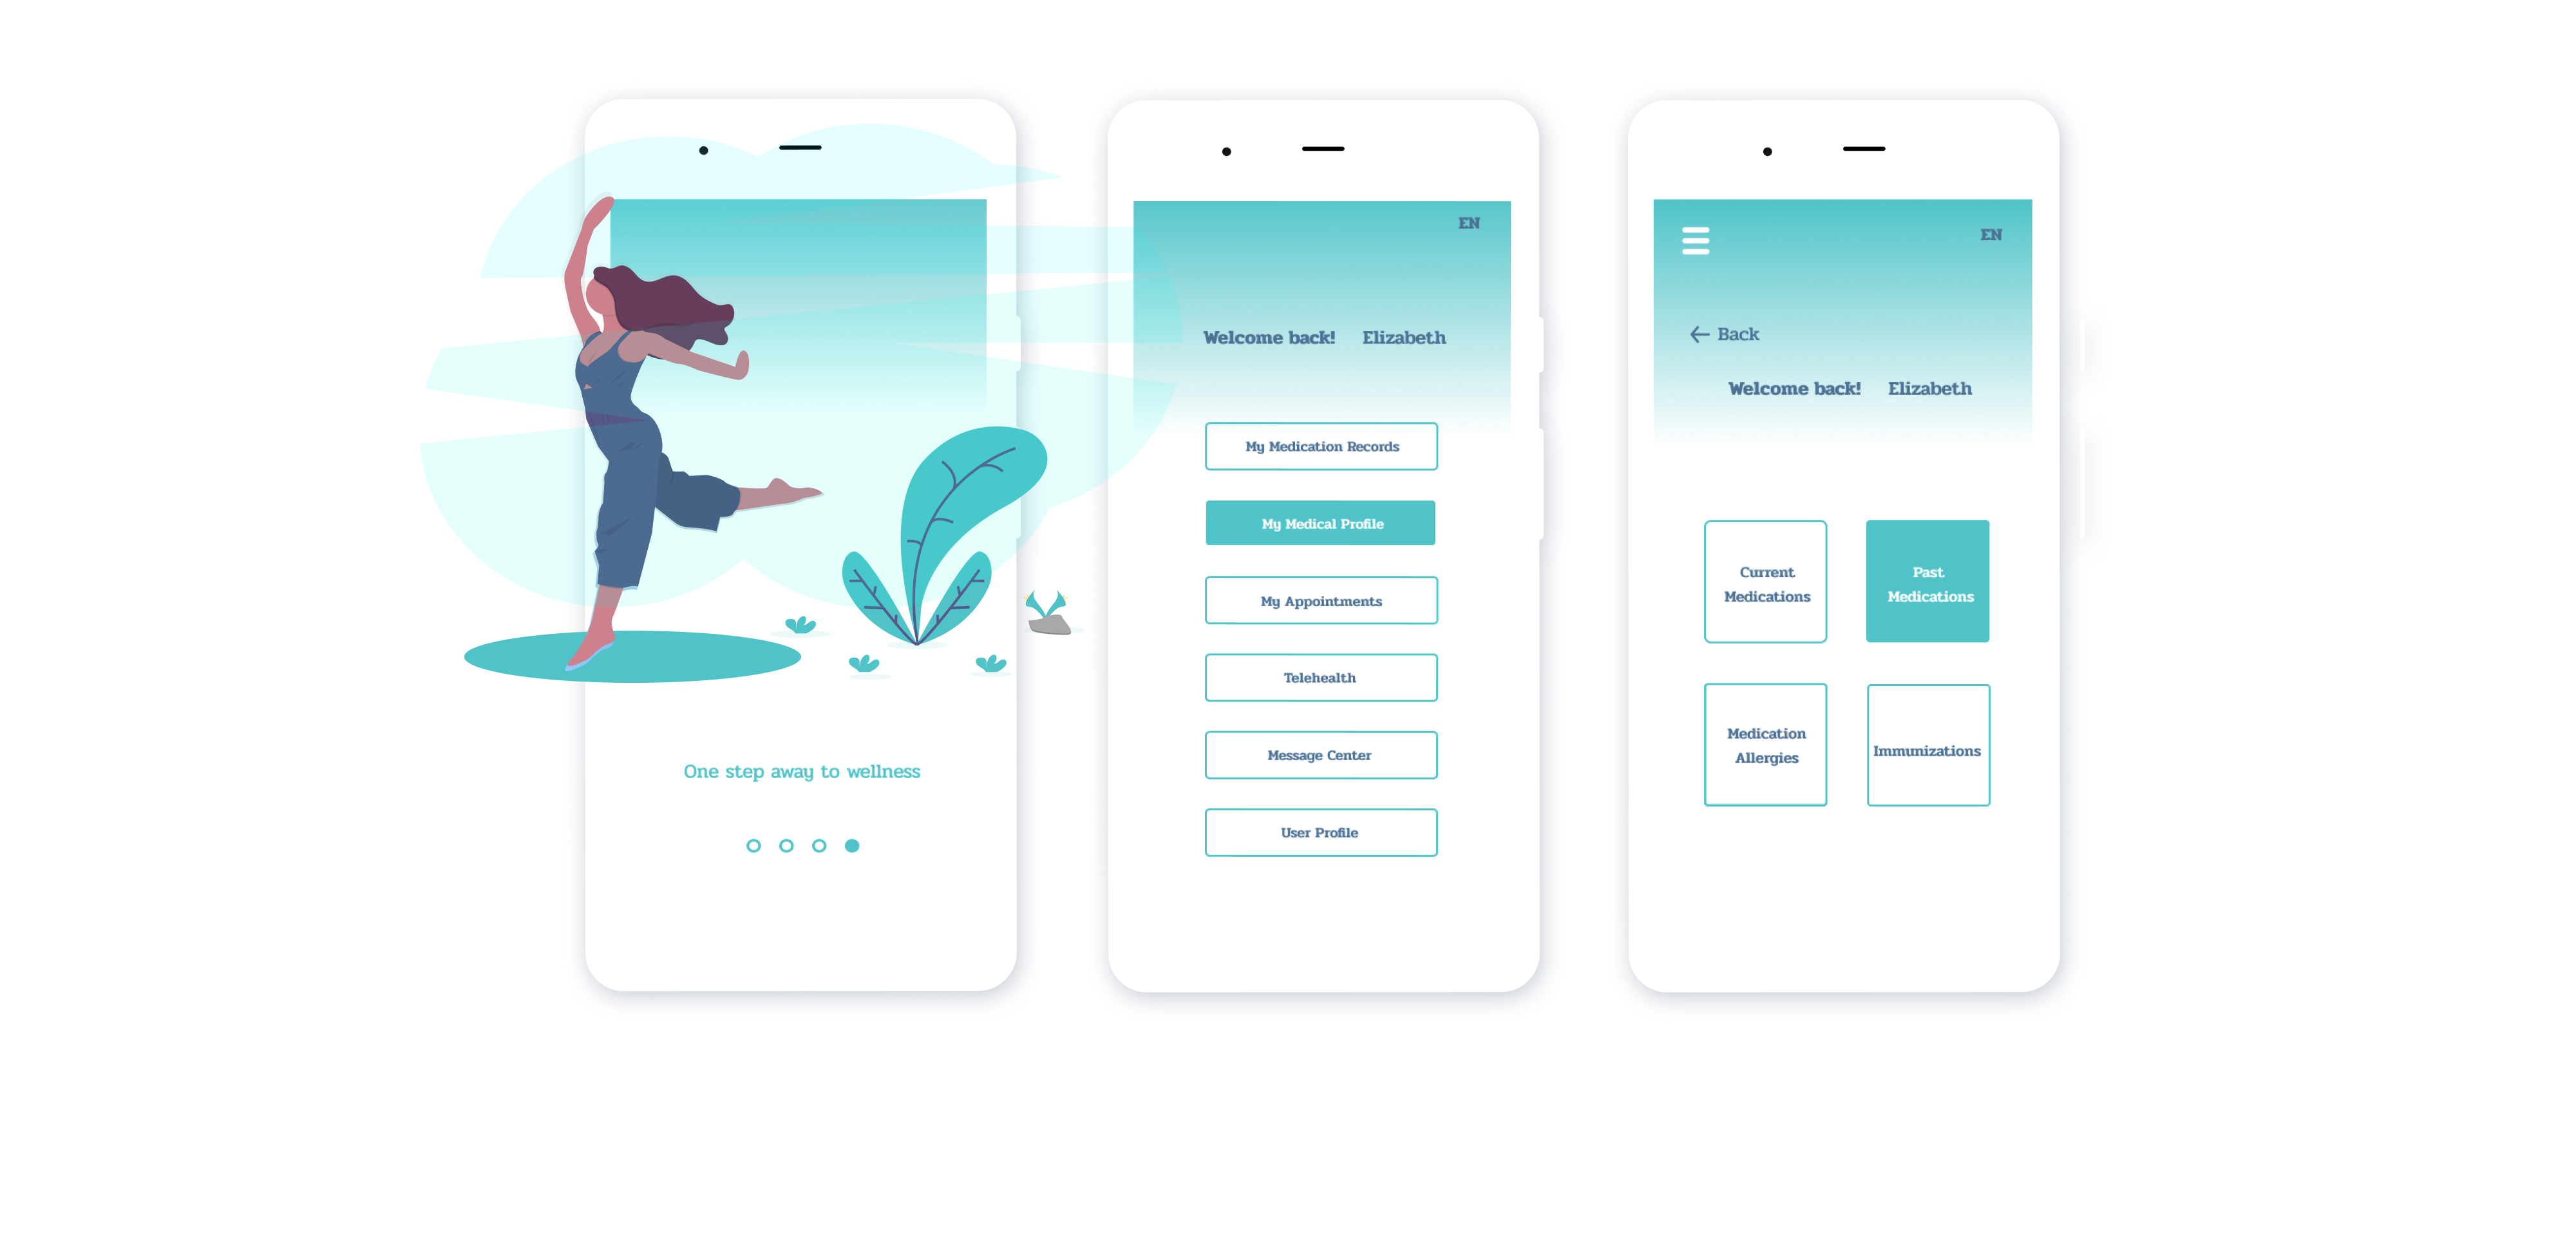 One step away to wellness
EN
Welcome back! Elizabeth
My Medication Records
My Medical Profile
My Appointments
Telehealth
Message Center
User Profile
EN
Back
Welcome back! Elizabeth
Current
Medications
Past
Medications
Medication
Allergies
Immunizations